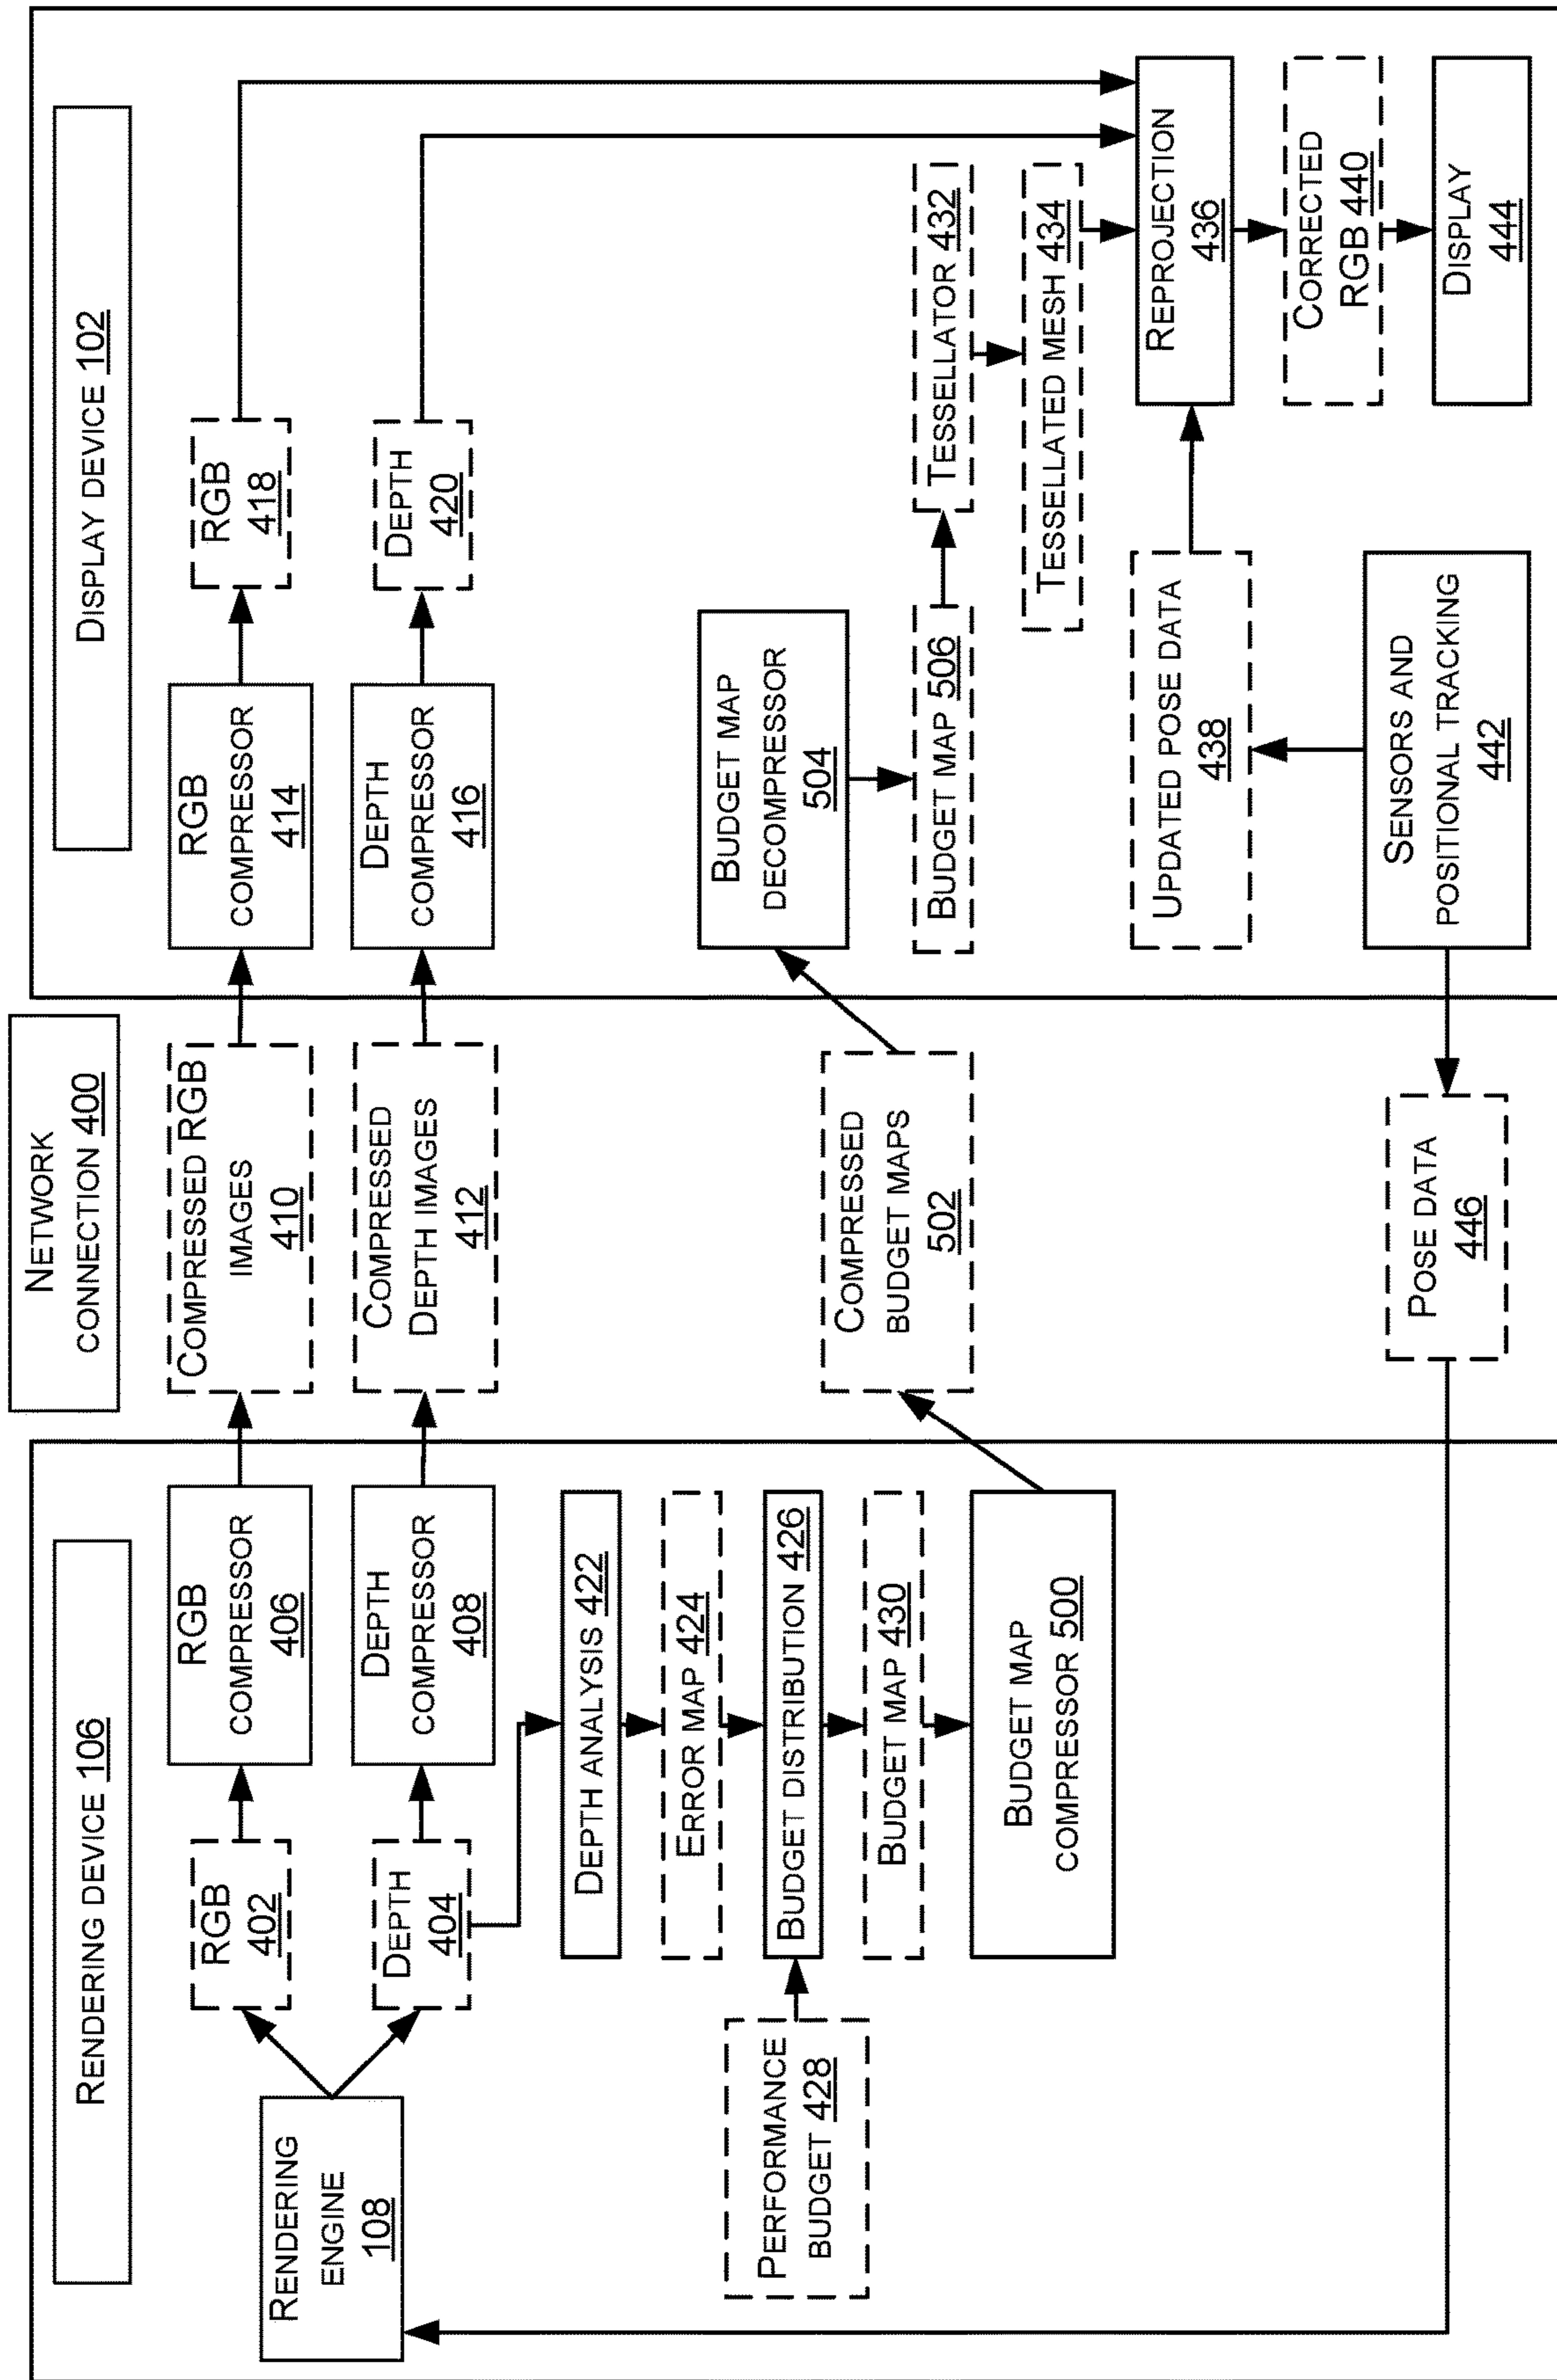 RENDERING DEVICE 106
RENDERING
ENGINE
108
RGB
402
RGB
COMPRESSOR
406
DEPTH
404
DEPTH
COMPRESSOR
408
DEPTH ANALYSIS 422
ERROR MAP 424
PERFORMANCE
BUDGET 428
BUDGET DISTRIBUTION 426
BUDGET MAP 430
BUDGET MAP
COMPRESSOR 500
NETWORK
CONNECTION 400
COMPRESSED RGB
IMAGES
410
COMPRESSED
DEPTH IMAGES
412
COMPRESSED
BUDGET MAPS
502
POSE DATA
446
DISPLAY DEVICE 102
RGB
COMPRESSOR
414
RGB
418
DEPTH
COMPRESSOR
416
DEPTH
420
BUDGET MAP
DECOMPRESSOR
504
BUDGET MAP 506
TESSELLATOR 432
TESSELLATED MESH 434
UPDATED POSE DATA
438
REPROJECTION
436
CORRECTED
RGB 440
SENSORS AND
POSITIONAL TRACKING
442
DISPLAY
444